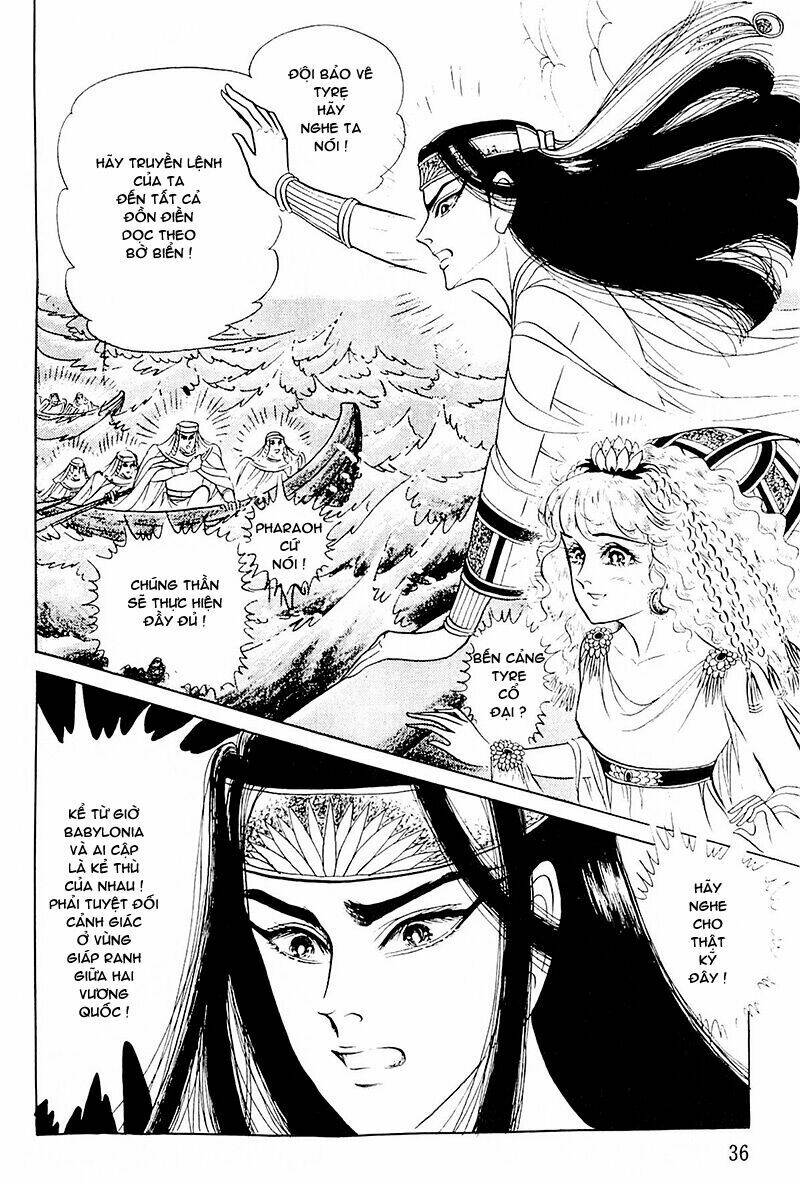 ĐỘI BẢO VÊ
TYRẸ
HÃY
NGHE TA
NÓI !
HÃY TRUYỀN LỆNH
CỦA TA
ĐẾN TẤT CẢ
ĐỒN ĐIỀN
DỌC THEO
BỜ BIỂN !
PHARAOH
CỨ
NÓI !
CHÚNG THẦN
SẼ THỰC HIỆN
ĐẦY ĐỦ !
BẾN CẢNG
TYRE
CỔ
ĐẠI ?
HÃY
NGHE
CHO
THẬT
KỸ
ĐÂY !
KỂ TỪ GIỜ
BABYLONIA
VÀ AI CẬP
LÀ KẺ THÙ
CỦA NHAU !
PHẢI TUYỆT ĐỐI
CẢNH GIÁC
Ở VÙNG
GIÁP RANH
GIỮA HAI
VƯƠNG
QUỐC !
36